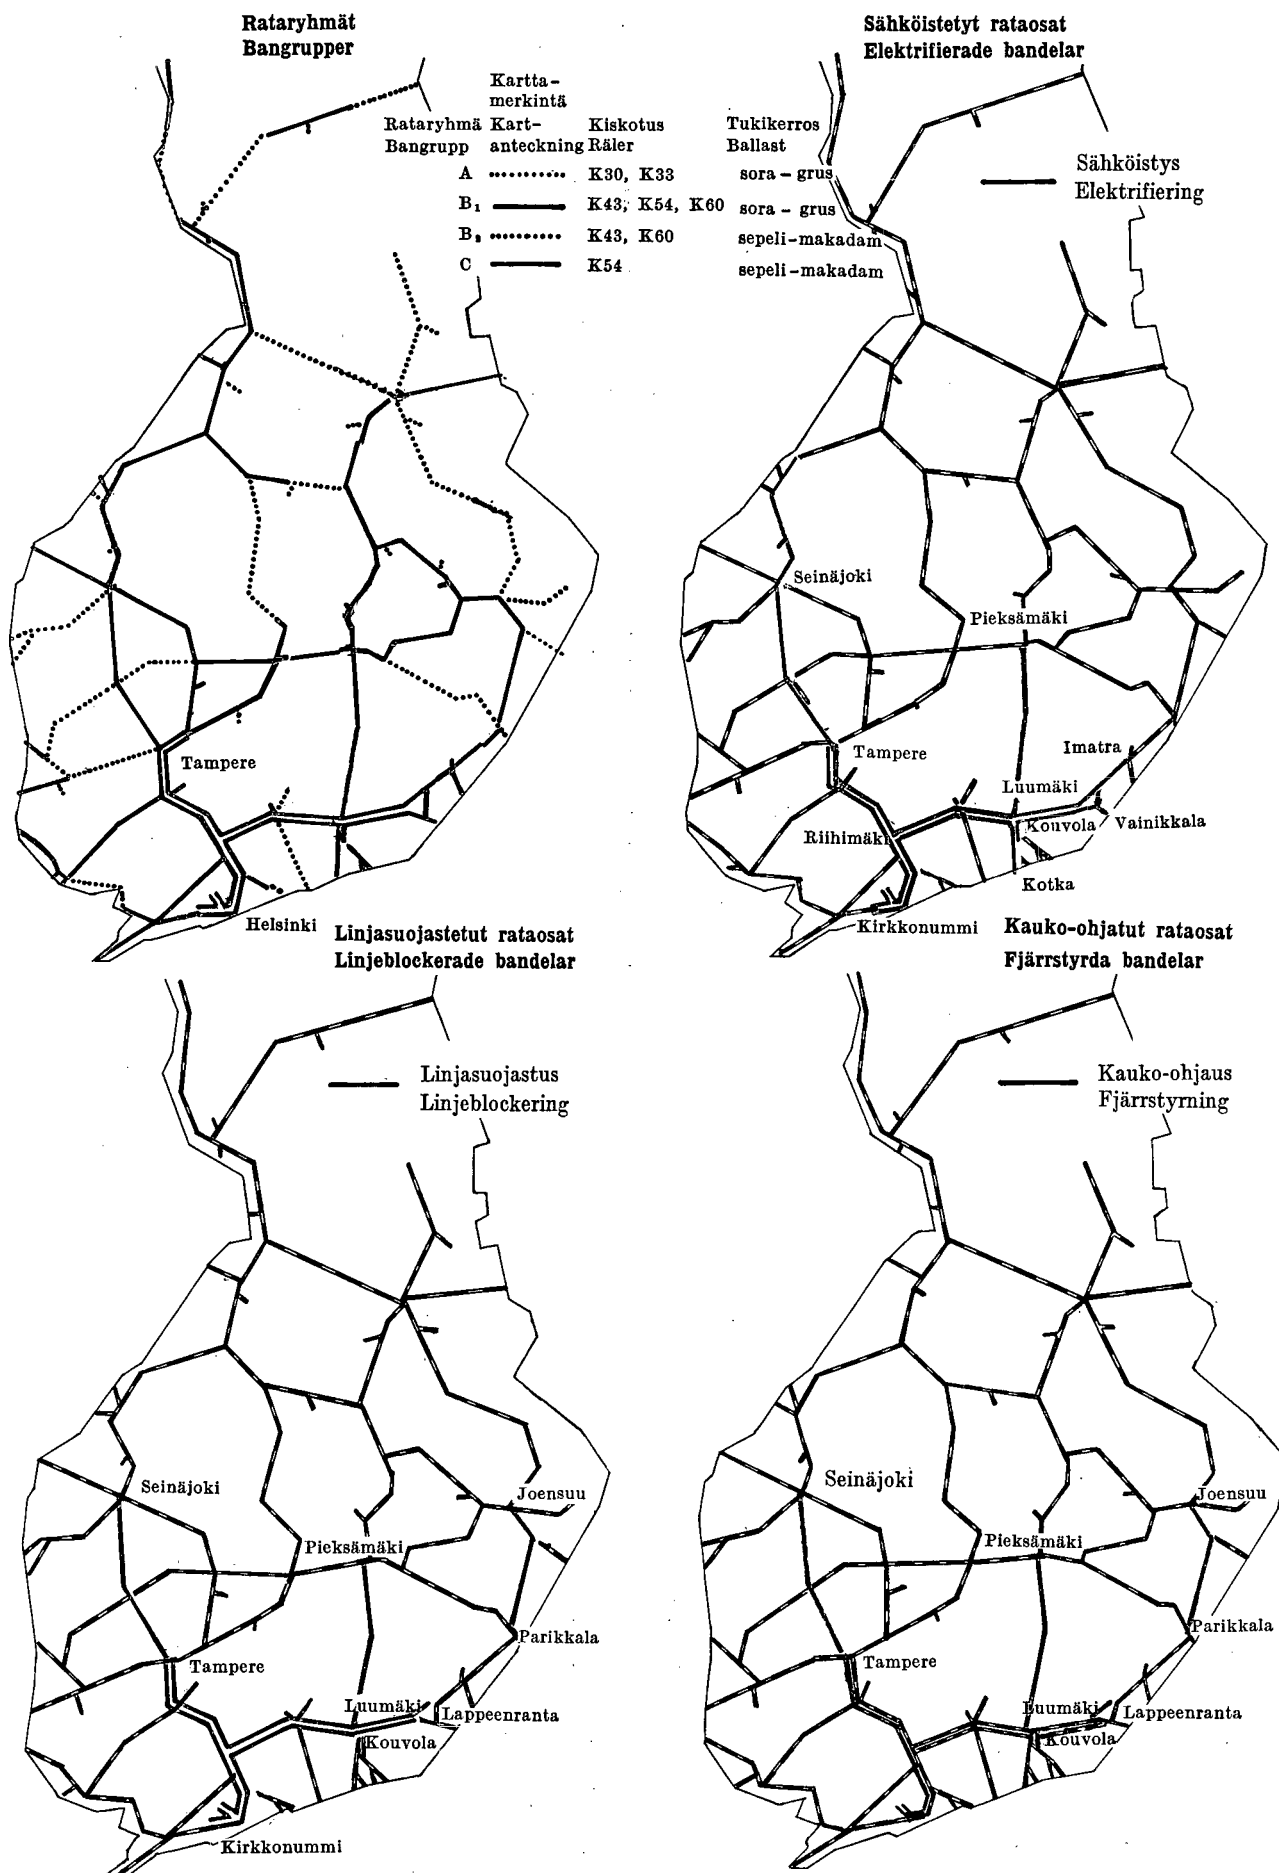 Rataryhmät
Bangrupper
Kartta-
merkintä
Rataryhmä Kart- Kiskotus Tukikerros
Bangrupp anteckning Räler Ballast
A K30, K33 sora - grus
B₁ K43, K54, K60 sora - grus
B₂ K43, K60 sepeli-makadam
C K54 sepeli-makadam
Tampere
Helsinki
Sähköistetyt rataosat
Elektrifierade bandelar
Sähköistys
Elektrifiering
Seinäjoki
Pieksämäki
Tampere
Imatra
Luumäki
Riihimäki
Kouvola
Vainikkala
Kotka
Kirkkonummi
Linjasuojastetut rataosat
Linjeblockerade bandelar
Linjasuojastus
Linjeblockering
Seinäjoki
Joensuu
Pieksämäki
Parikkala
Tampere
Luumäki
Lappeenranta
Kouvola
Kirkkonummi
Kauko-ohjatut rataosat
Fjärrstyrda bandelar
Kauko-ohjaus
Fjärrstyrning
Seinäjoki
Joensuu
Pieksämäki
Parikkala
Tampere
Luumäki
Lappeenranta
Kouvola